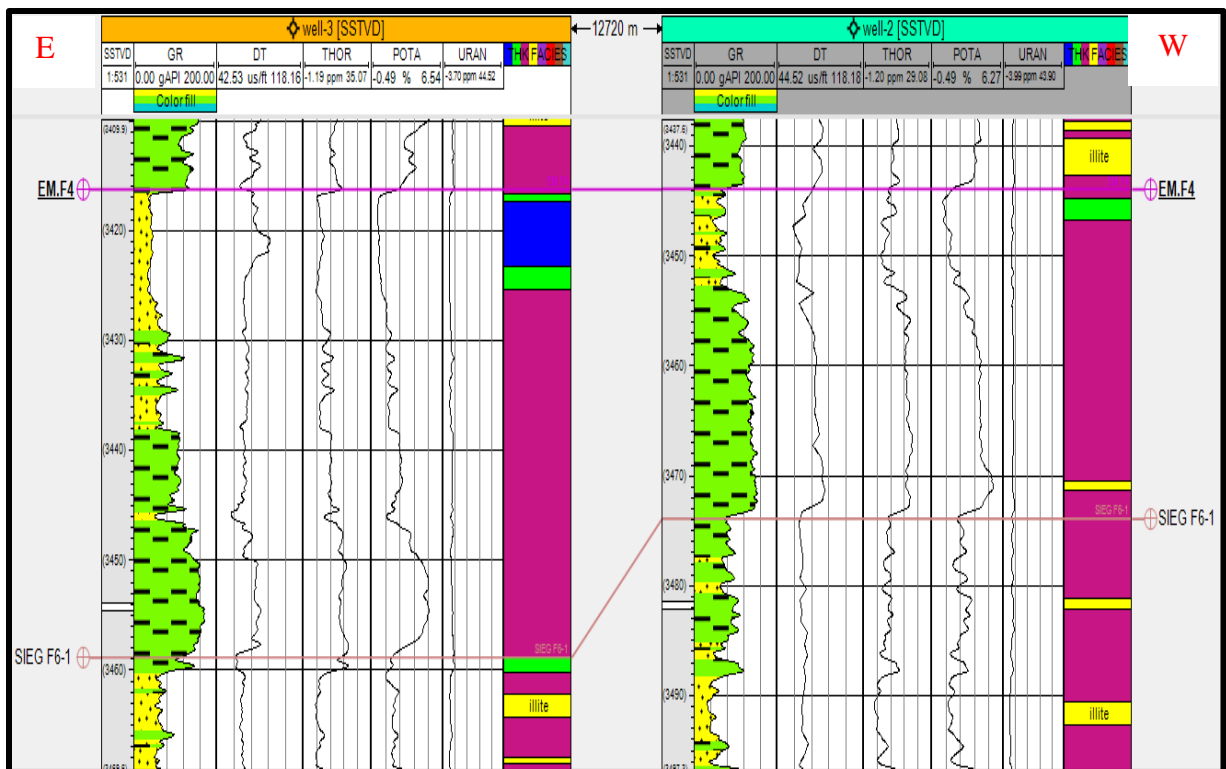 E
well-3 [SSTVD]
12720 m
well-2 [SSTVD]
W
SSTVD GR DT THOR POTA URAN THK FACIES
SSTVD GR DT THOR POTA URAN THK FACIES
1:531 0.00 gAPI 200.00 42.53 us/ft 118.16 -1.19 ppm 35.07 -0.49 % 6.54 -3.70 ppm 44.52
1:531 0.00 gAPI 200.00 44.52 us/ft 118.18 -1.20 ppm 29.08 -0.49 % 6.27 -3.99 ppm 43.90
Color fill
Color fill
(3409.9)
illite
(3437.6)
(3440)
illite
EM.F4
EM.F4
(3420)
(3450)
(3430)
(3460)
(3440)
(3470)
SIEG F6-1
SIEG F6-1
(3450)
(3480)
SIEG F6-1
SIEG F6-1
(3460)
(3490)
illite
illite